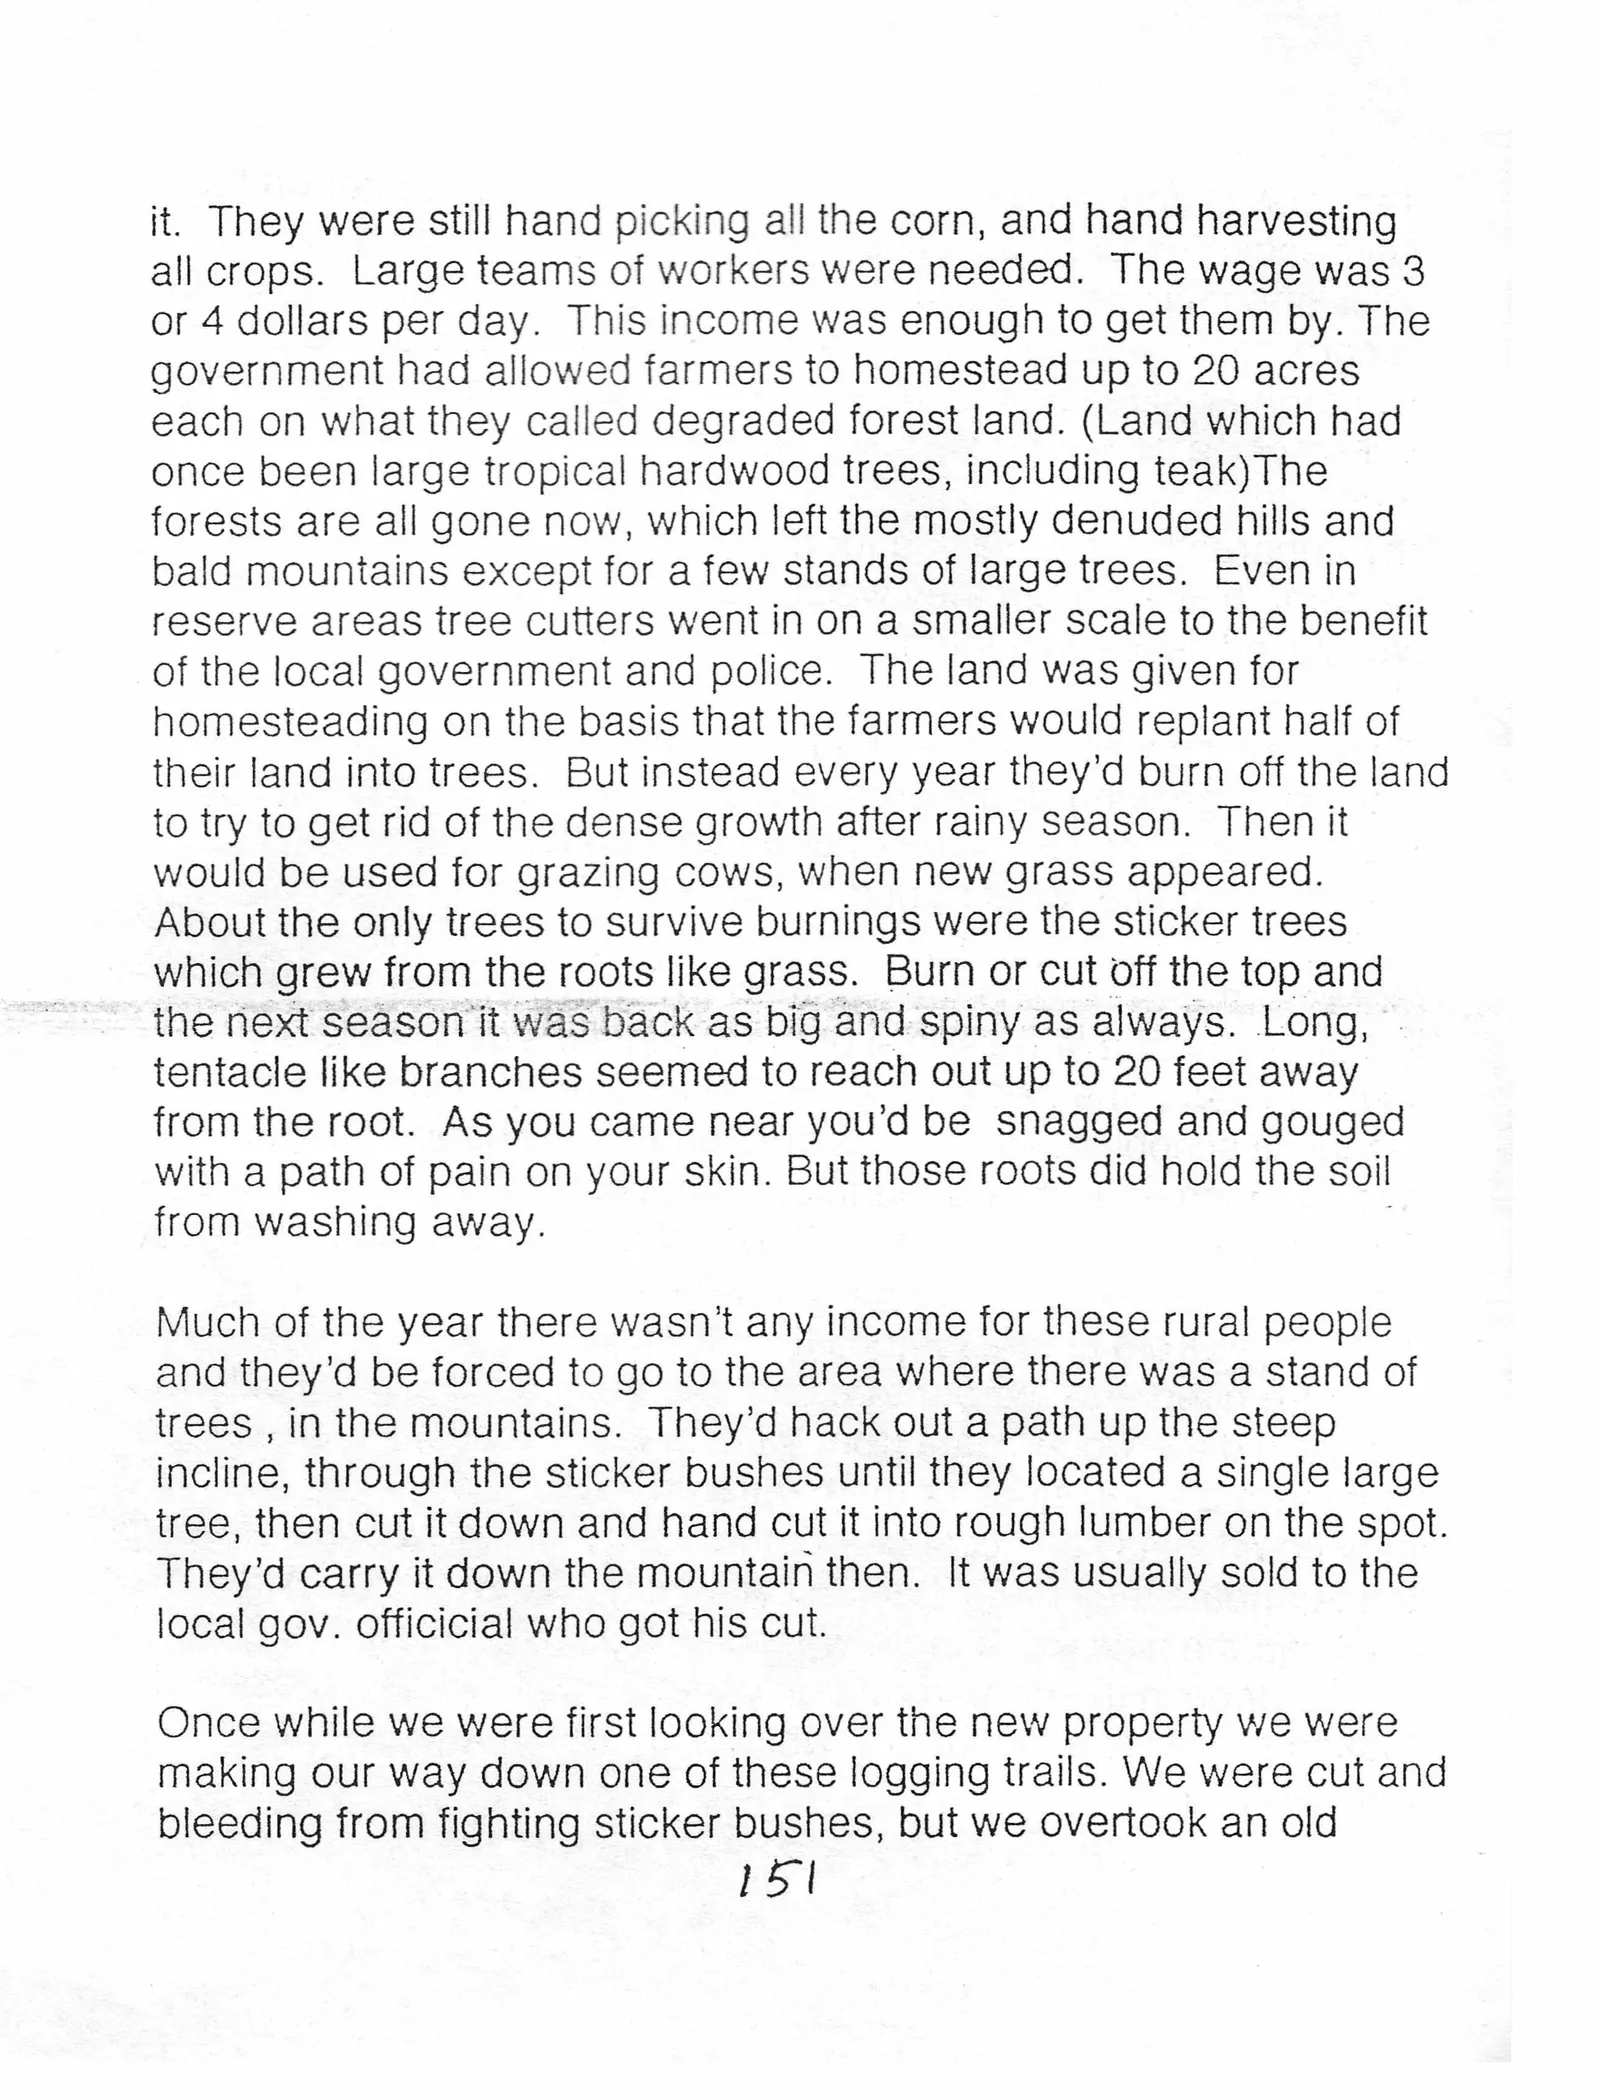 it.  They were still hand picking all the corn, and hand harvesting
all crops.  Large teams of workers were needed.  The wage was 3
or 4 dollars per day.  This income was enough to get them by. The
government had allowed farmers to homestead up to 20 acres
each on what they called degraded forest land. (Land which had
once been large tropical hardwood trees, including teak)The
forests are all gone now, which left the mostly denuded hills and
bald mountains except for a few stands of large trees.  Even in
reserve areas tree cutters went in on a smaller scale to the benefit
of the local government and police.  The land was given for
homesteading on the basis that the farmers would replant half of
their land into trees.  But instead every year they'd burn off the land
to try to get rid of the dense growth after rainy season.  Then it
would be used for grazing cows, when new grass appeared.
About the only trees to survive burnings were the sticker trees
which grew from the roots like grass.  Burn or cut off the top and
the next season it was back as big and spiny as always.  Long,
tentacle like branches seemed to reach out up to 20 feet away
from the root.  As you came near you'd be  snagged and gouged
with a path of pain on your skin. But those roots did hold the soil
from washing away.

Much of the year there wasn't any income for these rural people
and they'd be forced to go to the area where there was a stand of
trees , in the mountains.  They'd hack out a path up the steep
incline, through the sticker bushes until they located a single large
tree, then cut it down and hand cut it into rough lumber on the spot.
They'd carry it down the mountain then.  It was usually sold to the
local gov. officicial who got his cut.

Once while we were first looking over the new property we were
making our way down one of these logging trails. We were cut and
bleeding from fighting sticker bushes, but we overtook an old
151